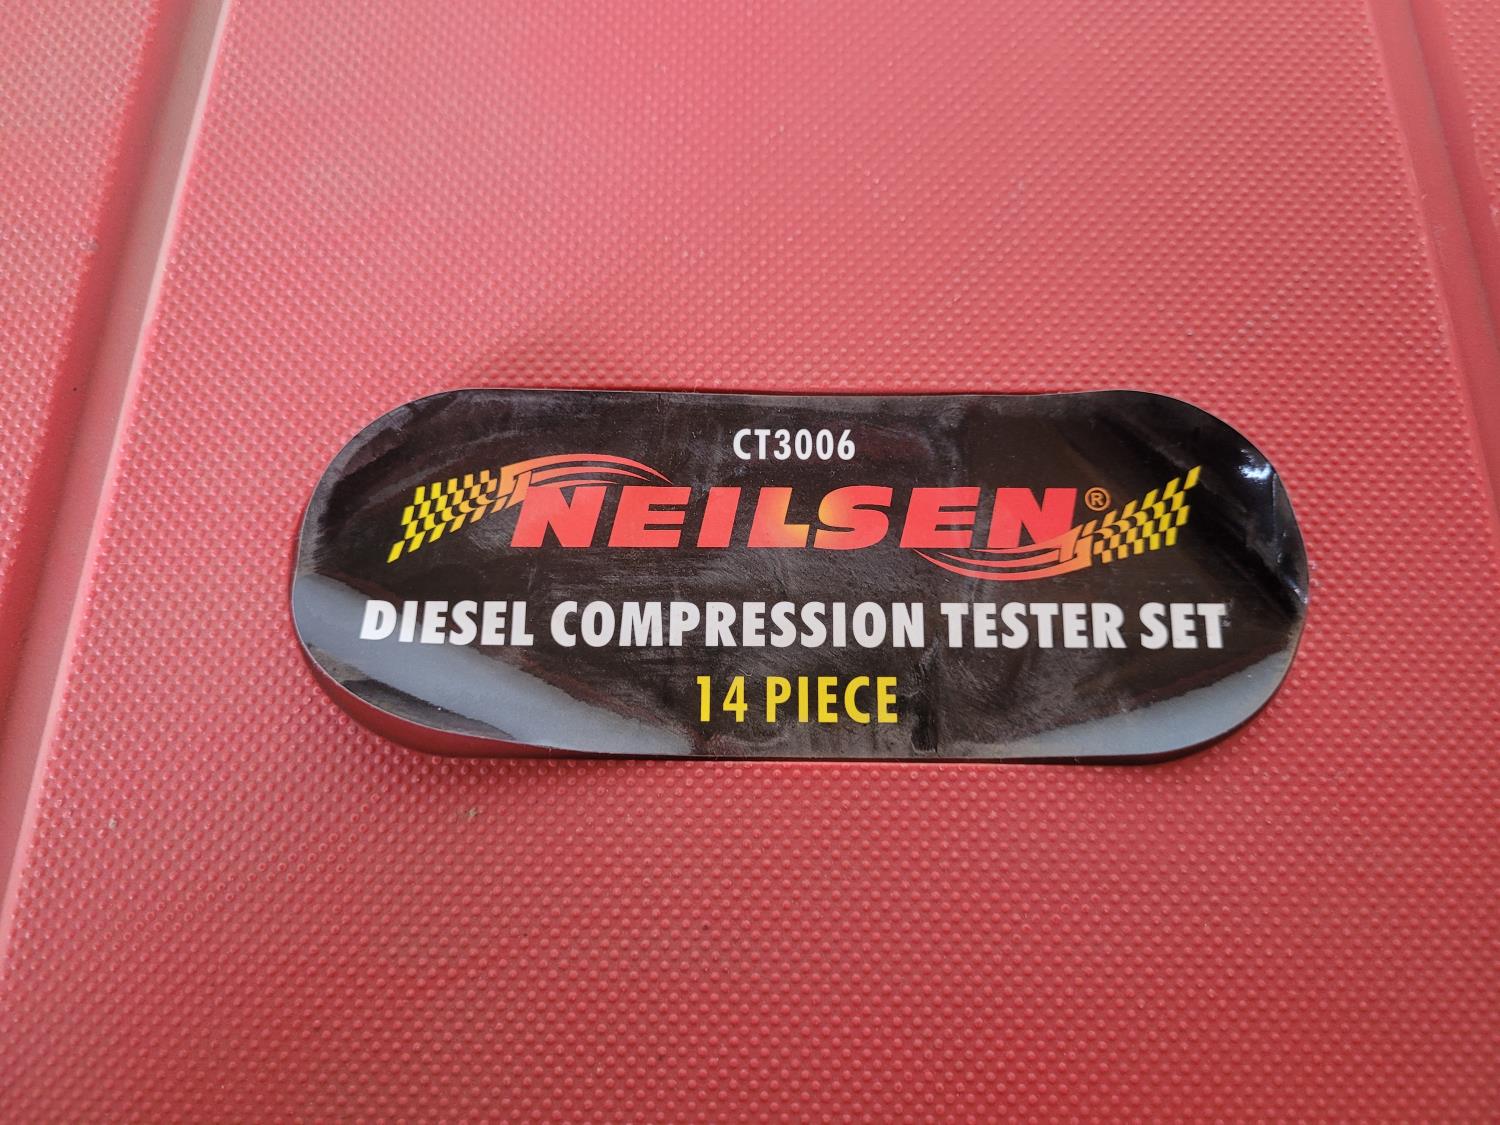 CT3006
NEILSEN®
DIESEL COMPRESSION TESTER SET
14 PIECE